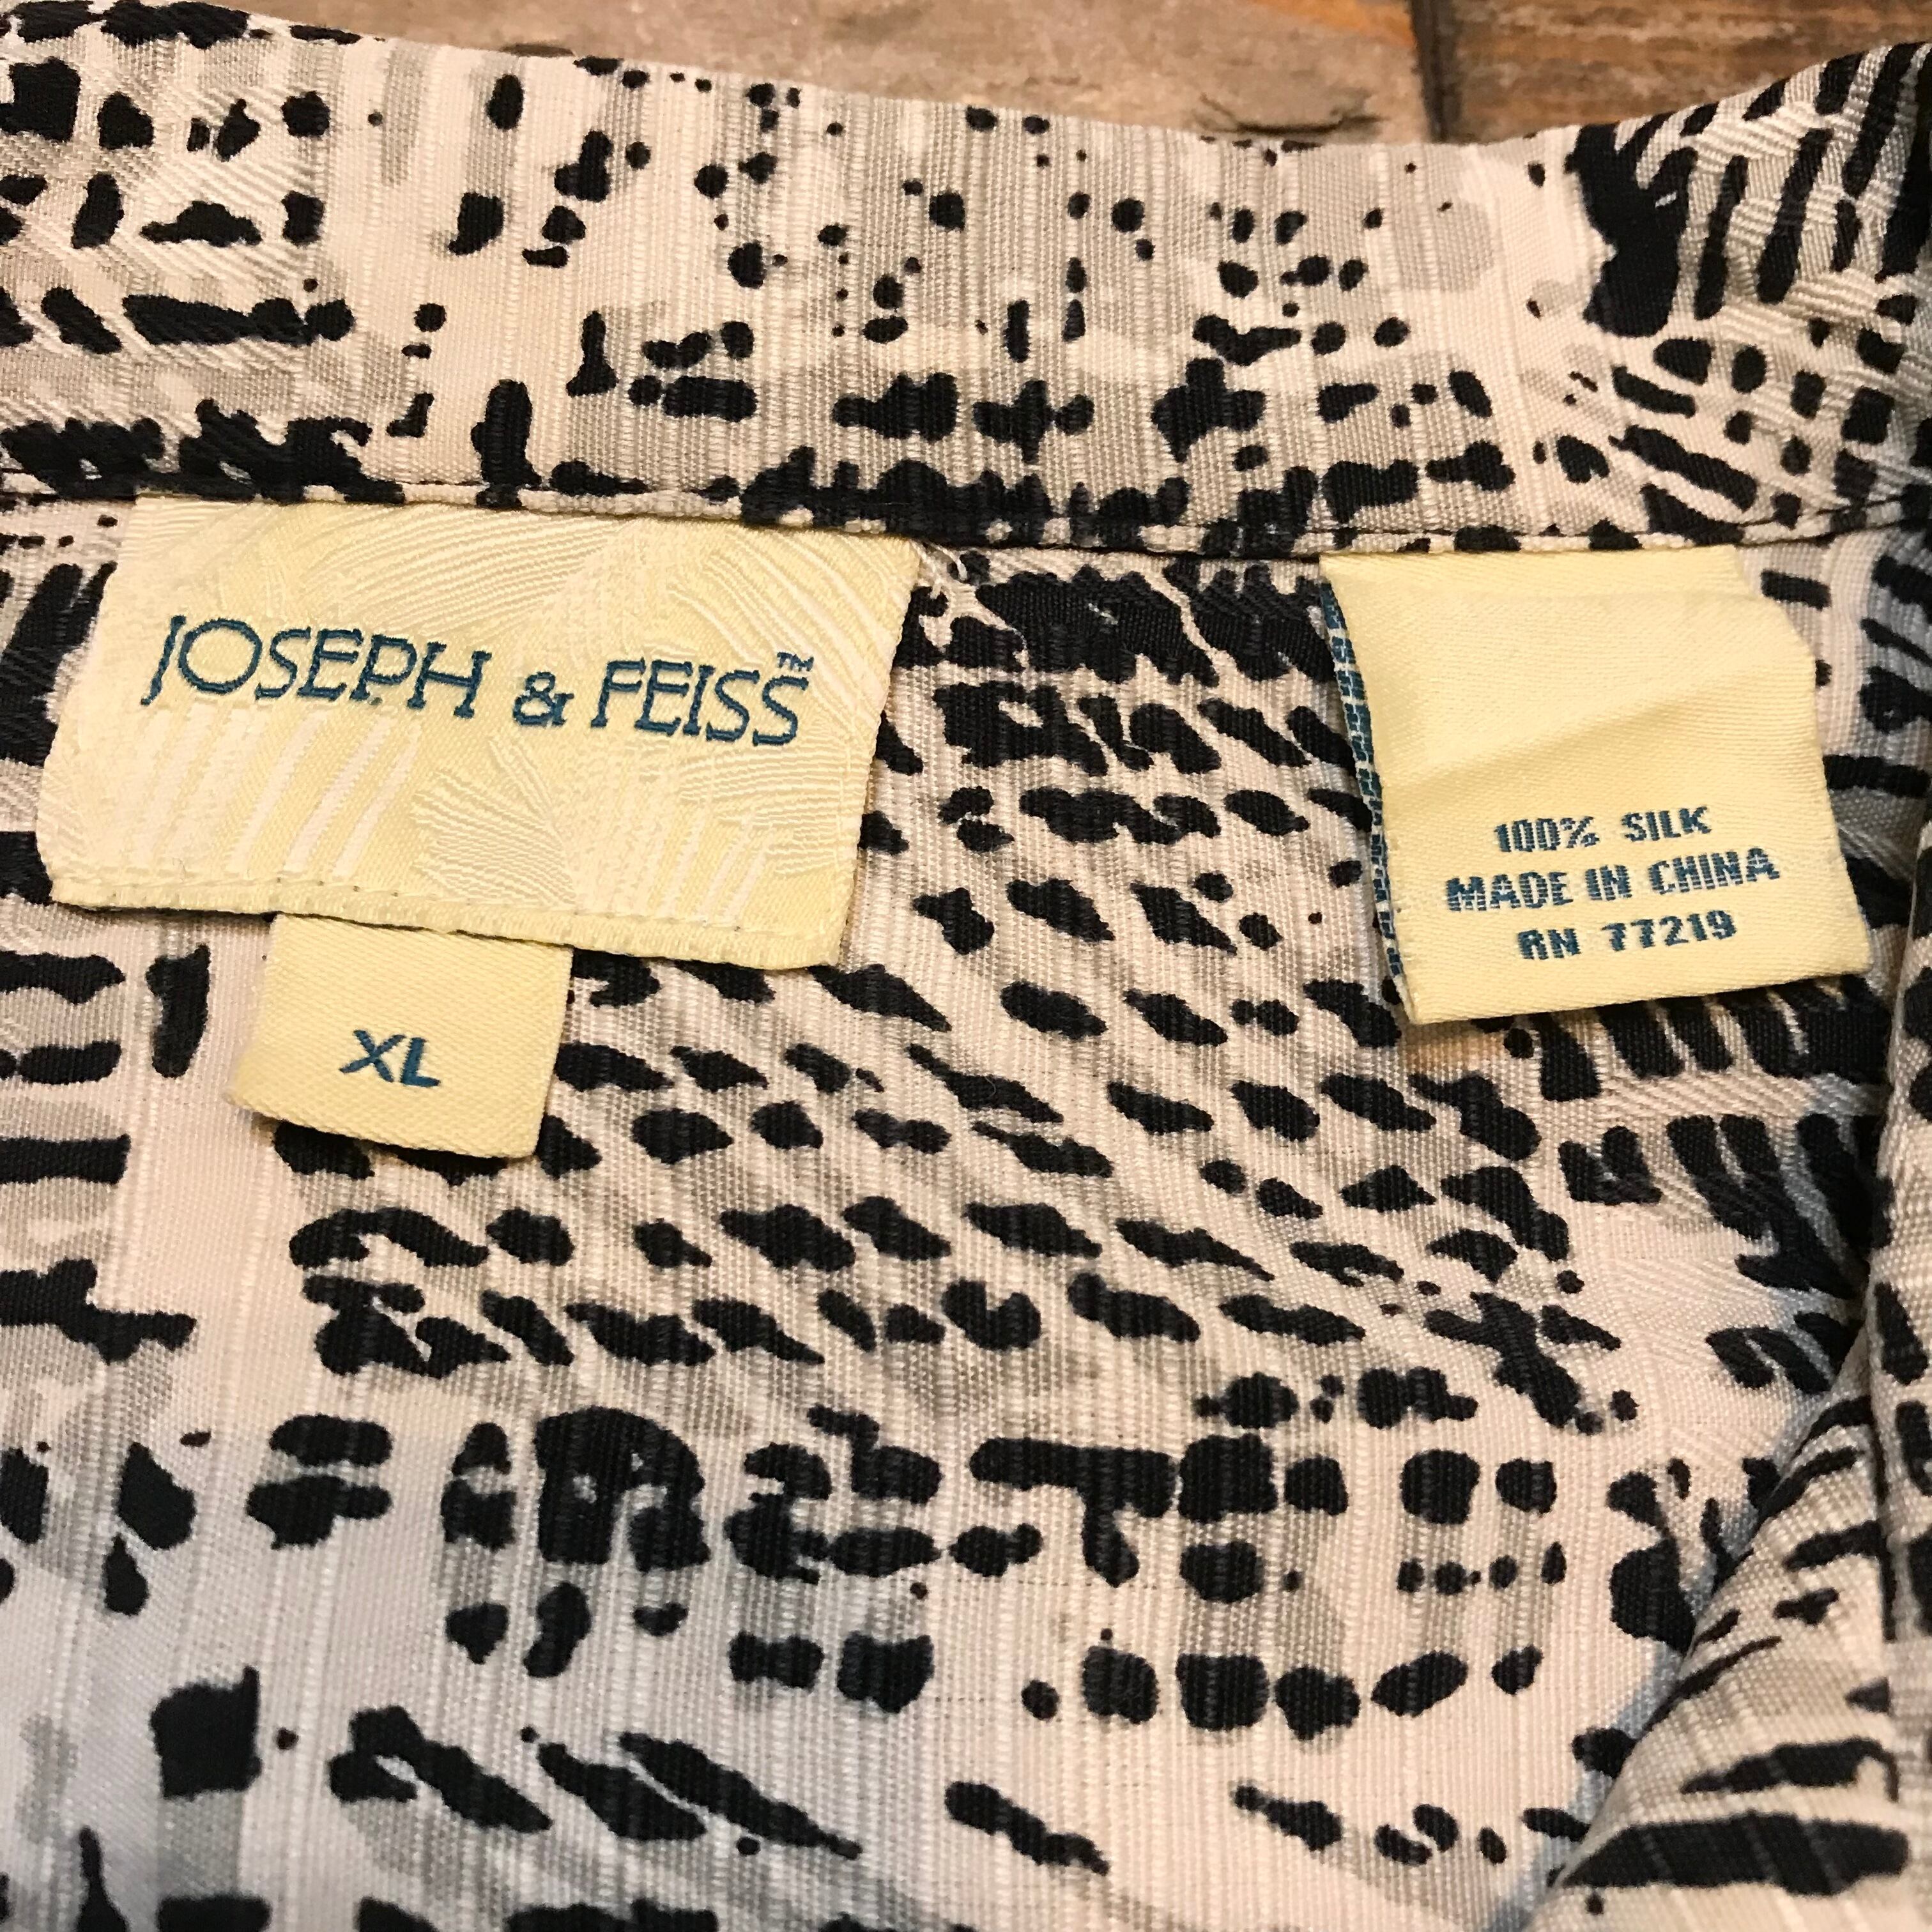 JOSEPH & FEISS™
XL
100% SILK
MADE IN CHINA
RN 77219